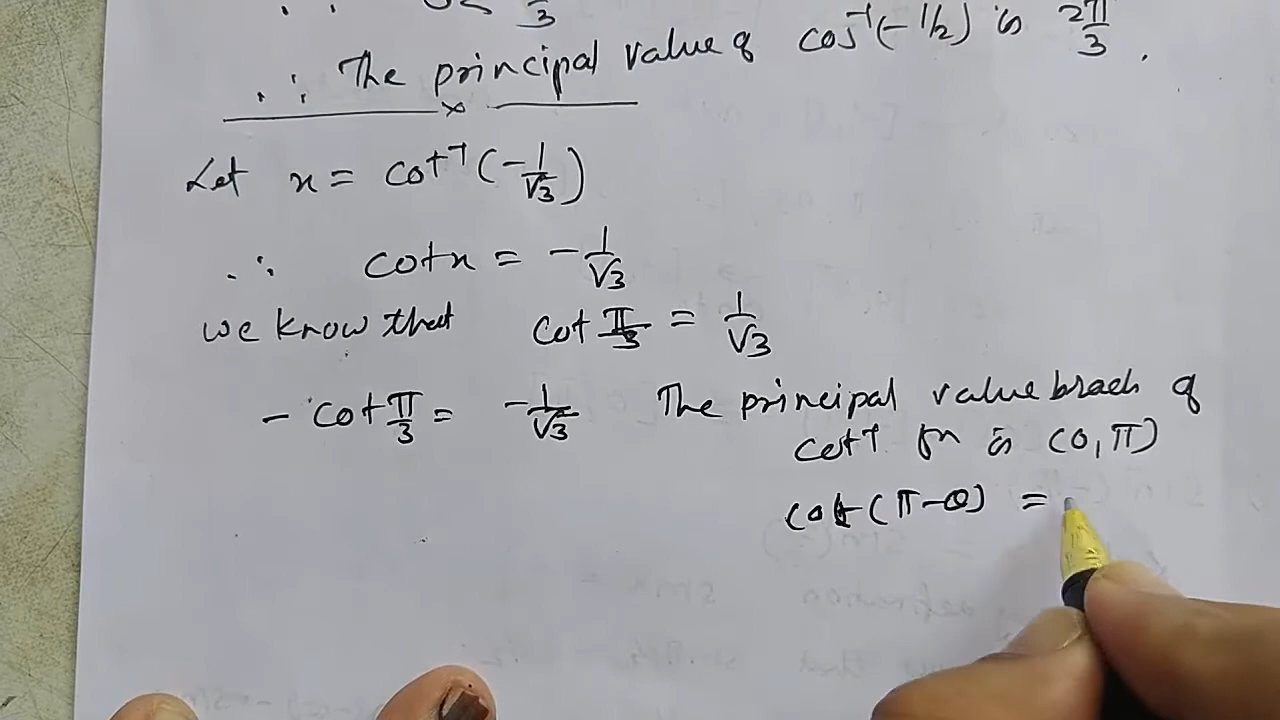 ∴ The principal value of cos⁻¹(-1/2) is 2π/3 .
Let x = cot⁻¹(-1/√3)
∴ cotx = -1/√3
we know that cot π/3 = 1/√3
- cot π/3 = -1/√3 The principal value brach of
cot⁻¹ fn is (0,π)
cot(π-θ) =